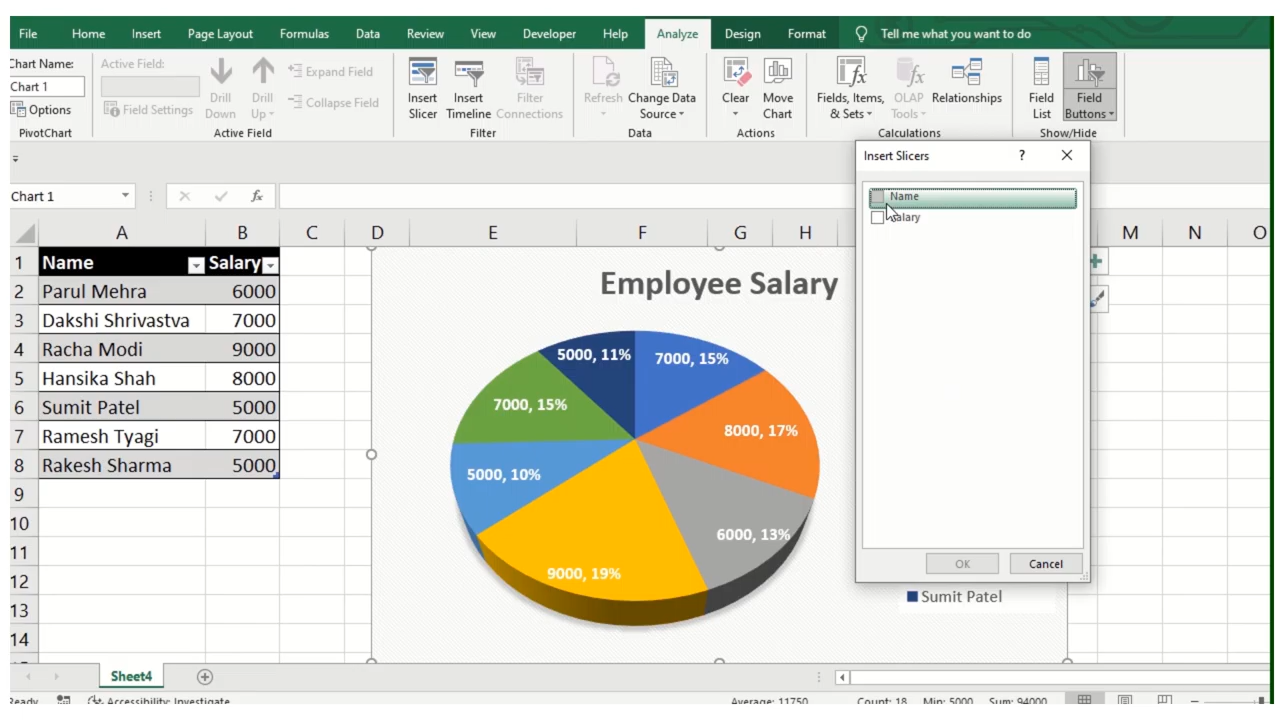 File Home Insert Page Layout Formulas Data Review View Developer Help Analyze Design Format Tell me what you want to do
Chart Name: Active Field:
Chart 1
Options Field Settings Drill Down Drill Up Expand Field Collapse Field Insert Slicer Insert Timeline Filter Connections Refresh Change Data Source Clear Move Chart Fields, Items, & Sets OLAP Tools Relationships Field List Field Buttons
PivotChart Active Field Filter Data Actions Calculations Show/Hide
Insert Slicers ? ×
Name
Salary
OK Cancel
Chart 1 fx
A B C D E F G H M N O
1 Name Salary
2 Parul Mehra 6000
3 Dakshi Shrivastva 7000
4 Racha Modi 9000
5 Hansika Shah 8000
6 Sumit Patel 5000
7 Ramesh Tyagi 7000
8 Rakesh Sharma 5000
9
10
11
12
13
14
Employee Salary
5000, 11% 7000, 15%
7000, 15%
8000, 17%
5000, 10%
6000, 13%
9000, 19%
Sumit Patel
Sheet4
Ready Accessibility: Investigate Average: 11750 Count: 18 Min: 5000 Sum: 94000